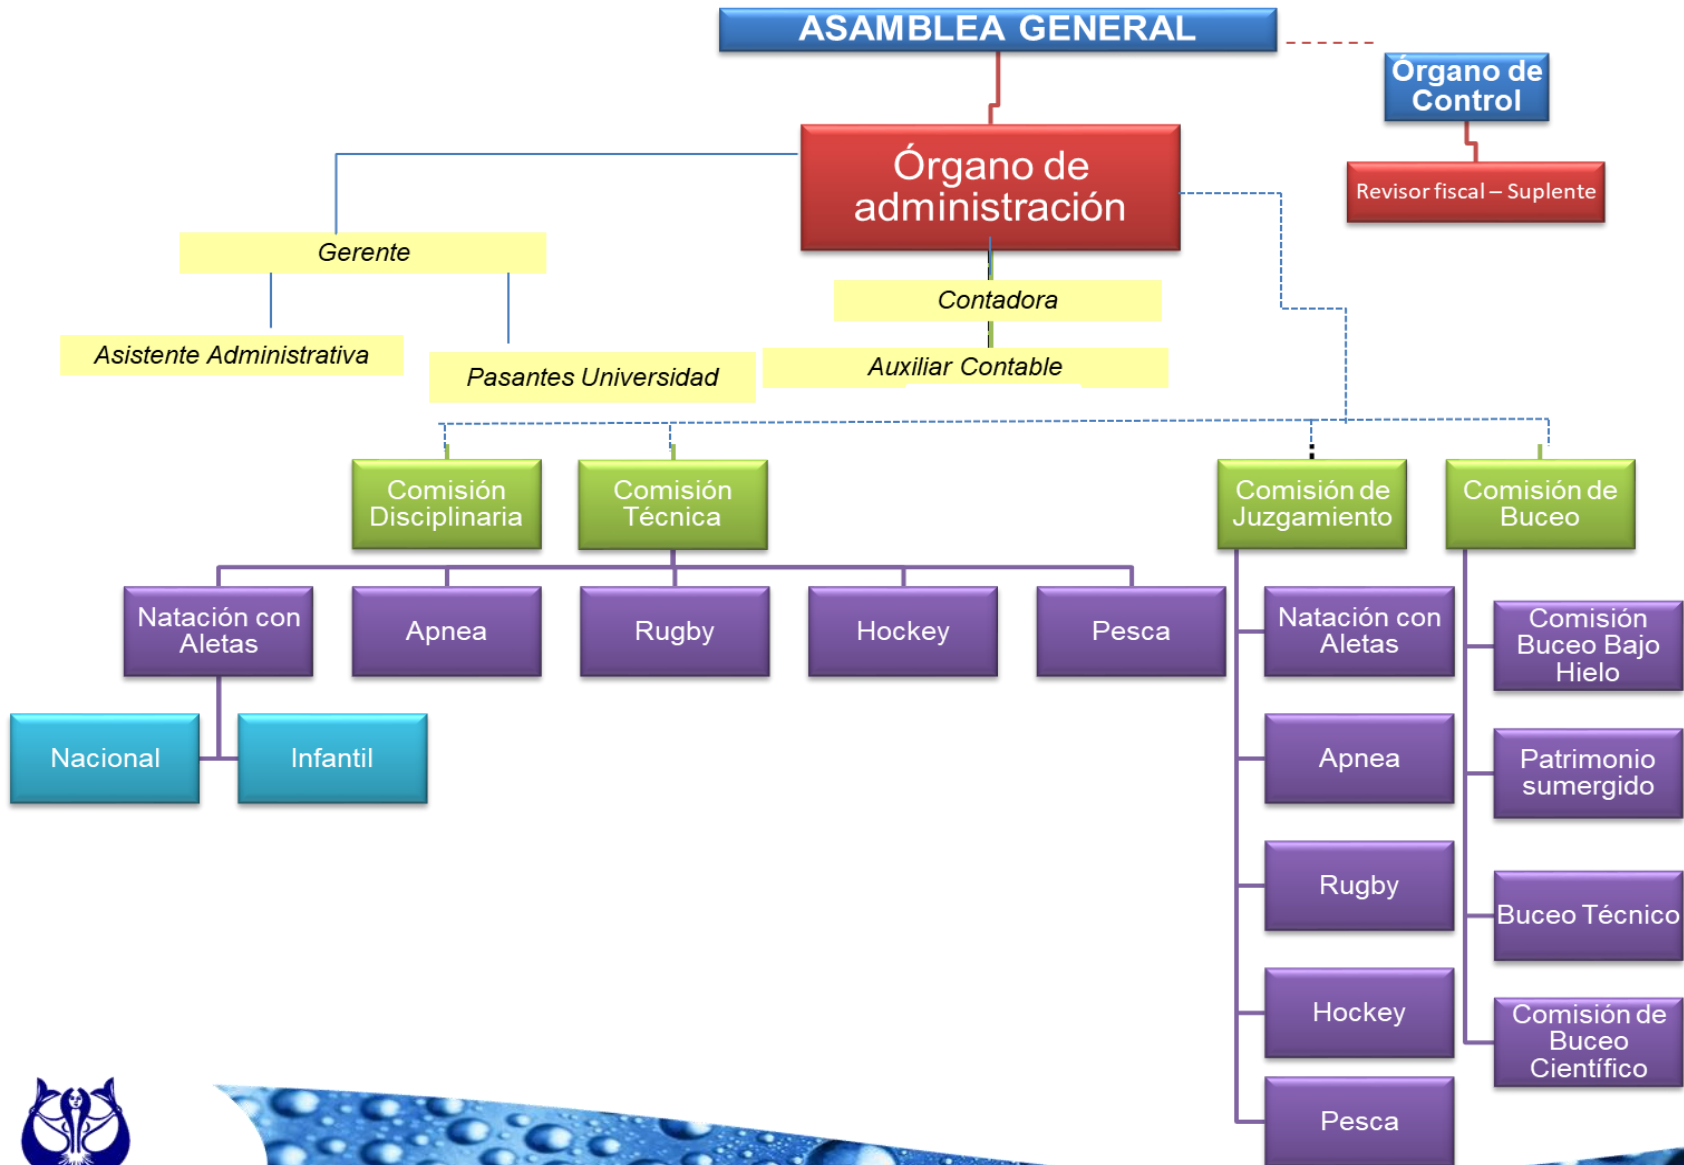 ASAMBLEA GENERAL
Órgano de
Control
Revisor fiscal – Suplente
Órgano de
administración
Gerente
Contadora
Asistente Administrativa
Pasantes Universidad
Auxiliar Contable
Comisión
Disciplinaria
Comisión
Técnica
Comisión de
Juzgamiento
Comisión de
Buceo
Natación con
Aletas
Apnea
Rugby
Hockey
Pesca
Nacional
Infantil
Natación con
Aletas
Apnea
Rugby
Hockey
Pesca
Comisión
Buceo Bajo
Hielo
Patrimonio
sumergido
Buceo Técnico
Comisión de
Buceo
Científico